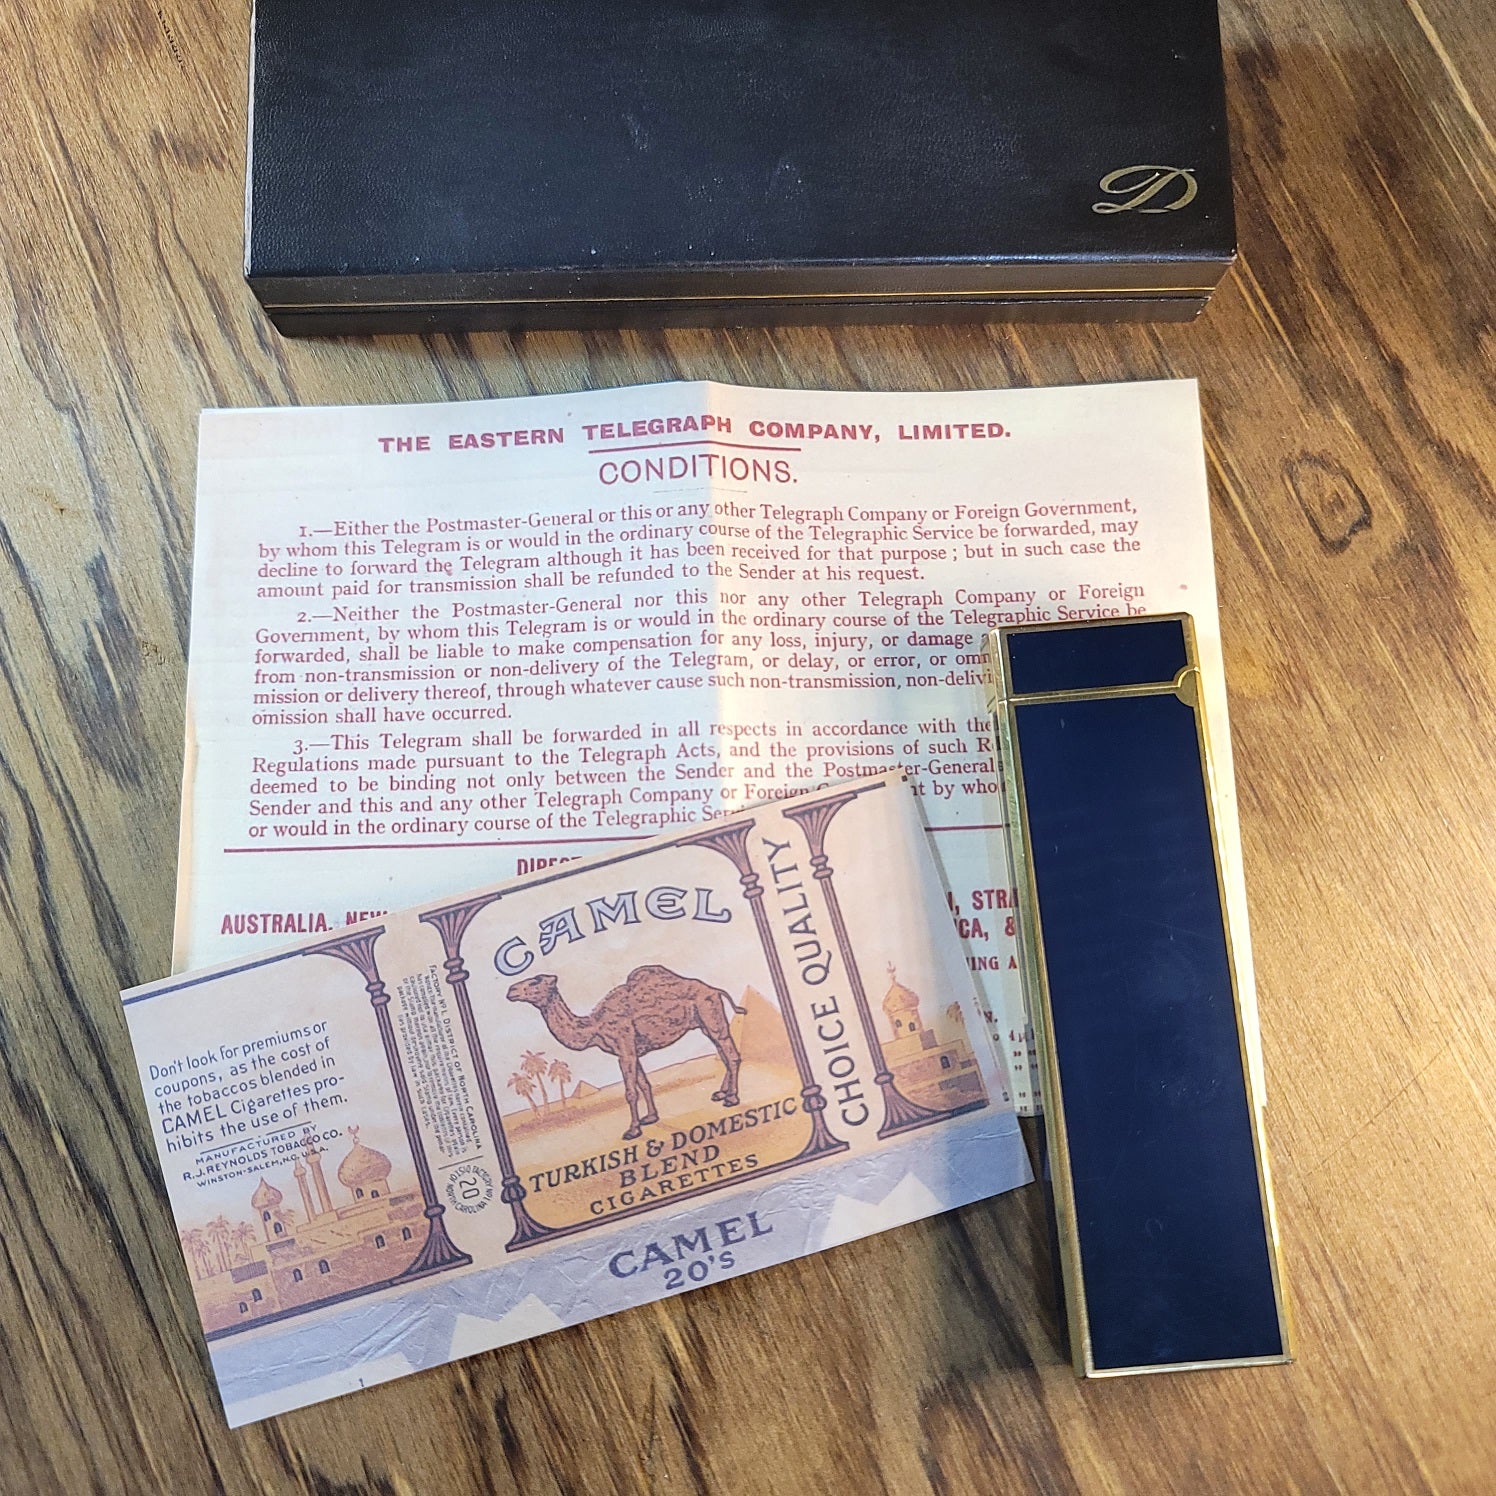 D
THE EASTERN TELEGRAPH COMPANY, LIMITED.
CONDITIONS.
1.—Either the Postmaster-General or this or any other Telegraph Company or Foreign Government,
by whom this Telegram is or would in the ordinary course of the Telegraphic Service be forwarded, may
decline to forward the Telegram although it has been received for that purpose; but in such case the
amount paid for transmission shall be refunded to the Sender at his request.
2.—Neither the Postmaster-General nor this nor any other Telegraph Company or Foreign
Government, by whom this Telegram is or would in the ordinary course of the Telegraphic Service be
forwarded, shall be liable to make compensation for any loss, injury, or damage
from non-transmission or non-delivery of the Telegram, or delay, or error, or
mission or delivery thereof, through whatever cause such non-transmission,
omission shall have occurred.
3.—This Telegram shall be forwarded in all respects in accordance with the
Regulations made pursuant to the Telegraph Acts, and the provisions of such
deemed to be binding not only between the Sender and the Postmaster-General
Sender and this and any other Telegraph Company or Foreign by who
or would in the ordinary course of the Telegraphic
AUSTRALIA.
ING A
CAMEL
CHOICE QUALITY
TURKISH & DOMESTIC
BLEND
CIGARETTES
CAMEL
20'S
Don't look for premiums or
coupons, as the cost of
the tobaccos blended in
CAMEL Cigarettes pro-
hibits the use of them.
MANUFACTURED BY
R.J.REYNOLDS TOBACCO CO.
WINSTON-SALEM, N.C. U.S.A.
FACTORY No 1, DISTRICT OF NORTH CAROLINA
20